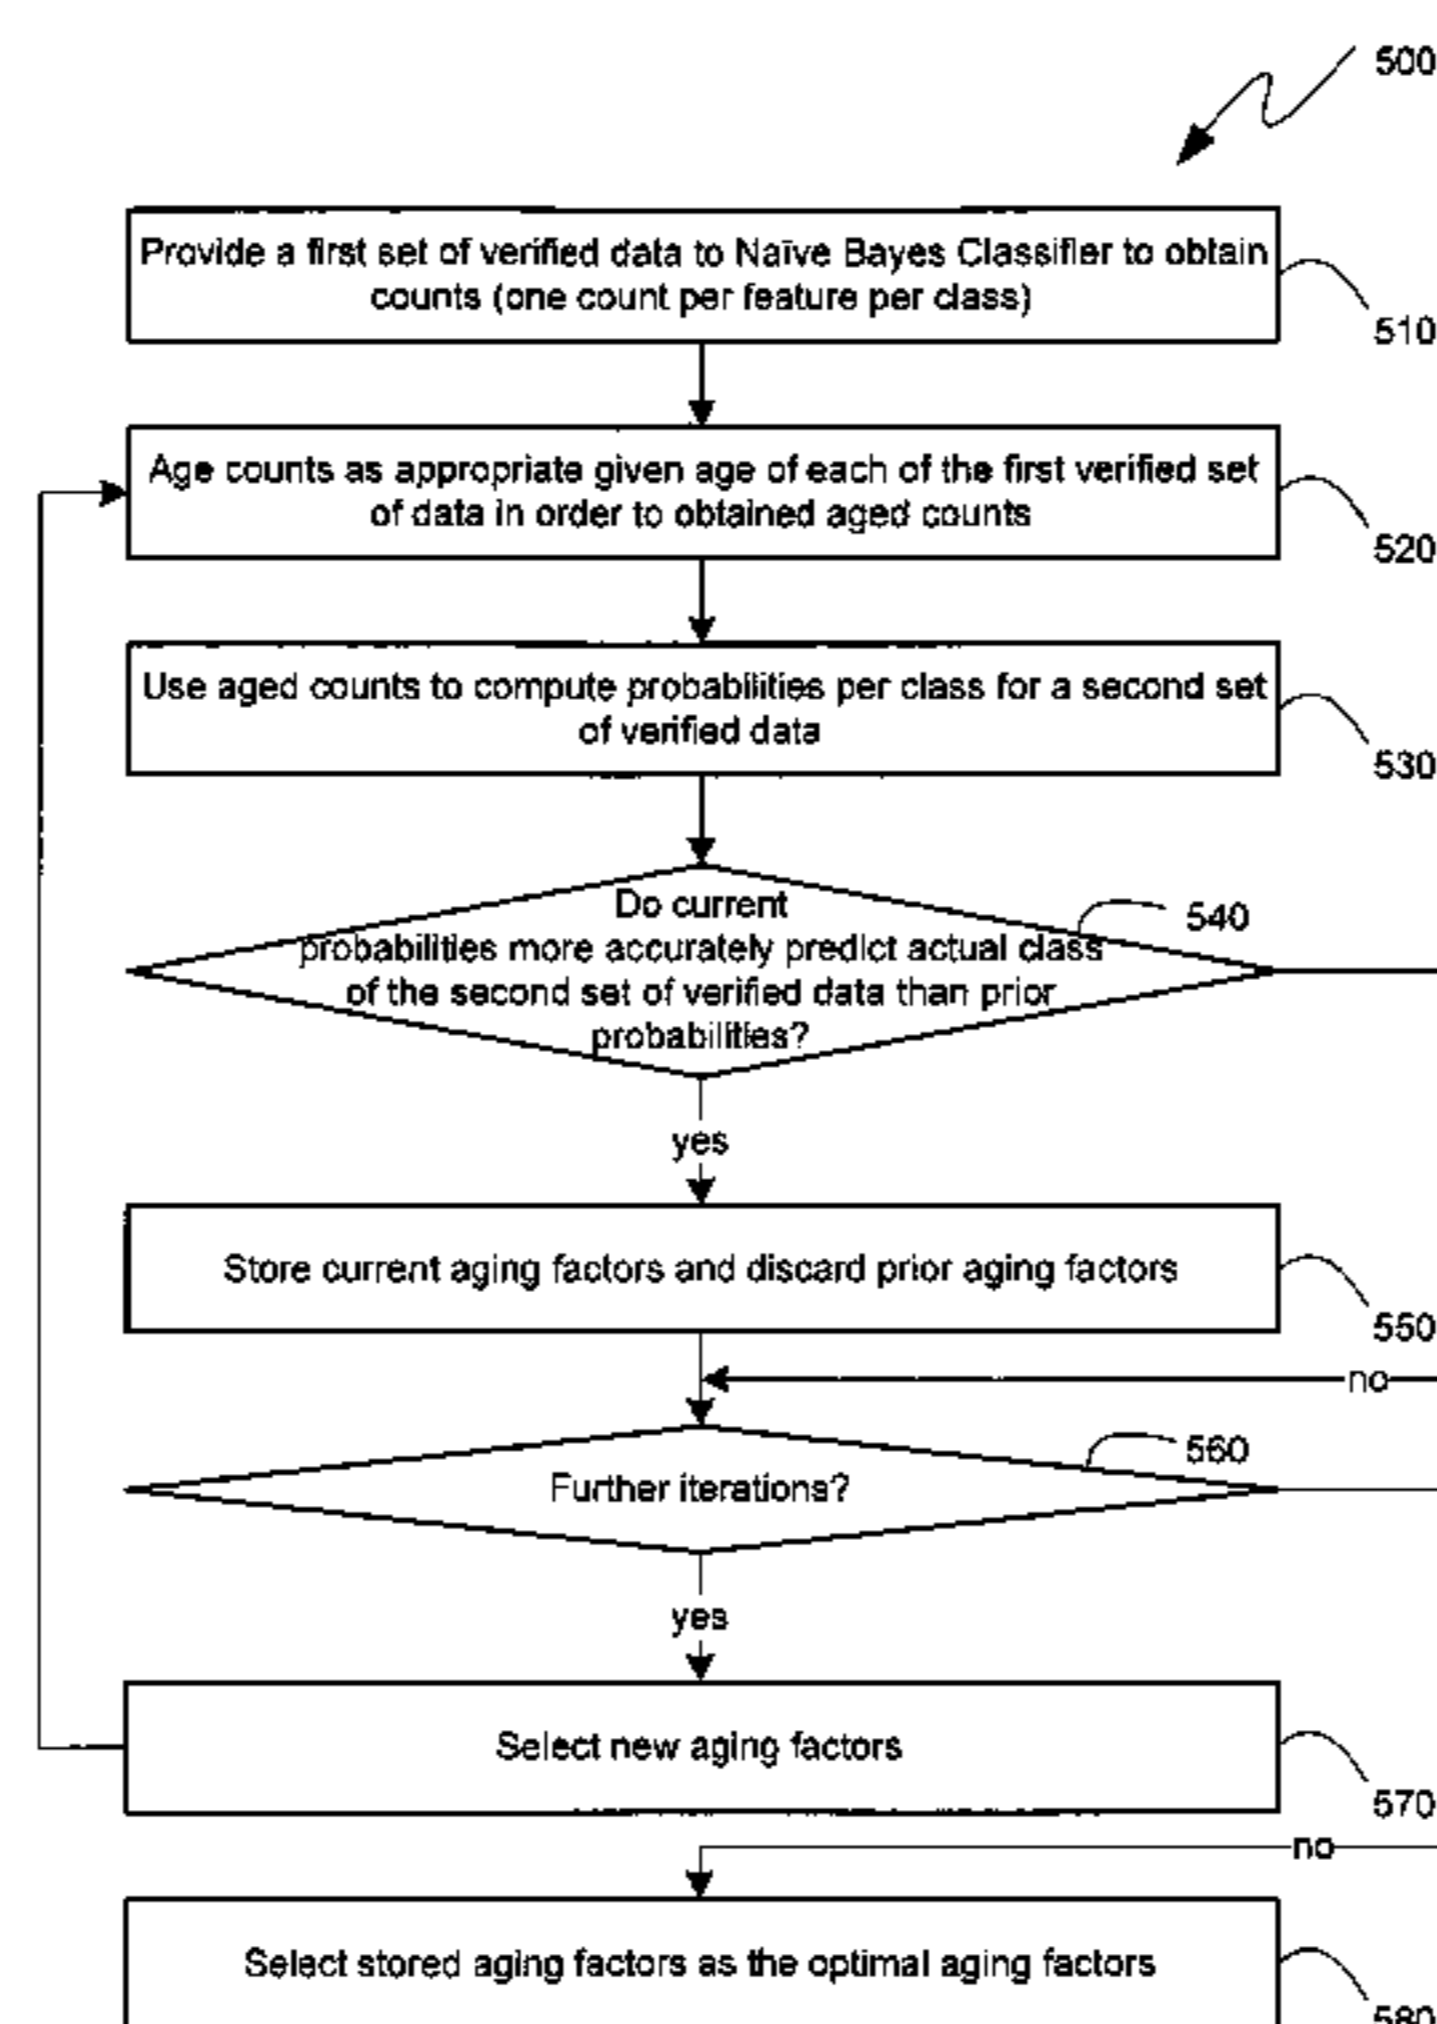 500
Provide a first set of verified data to Naïve Bayes Classifier to obtain
counts (one count per feature per class)
510
Age counts as appropriate given age of each of the first verified set
of data in order to obtained aged counts
520
Use aged counts to compute probabilities per class for a second set
of verified data
530
Do current
probabilities more accurately predict actual class
of the second set of verified data than prior
probabilities?
540
yes
Store current aging factors and discard prior aging factors
550
no
560
Further iterations?
yes
Select new aging factors
570
no
Select stored aging factors as the optimal aging factors
580